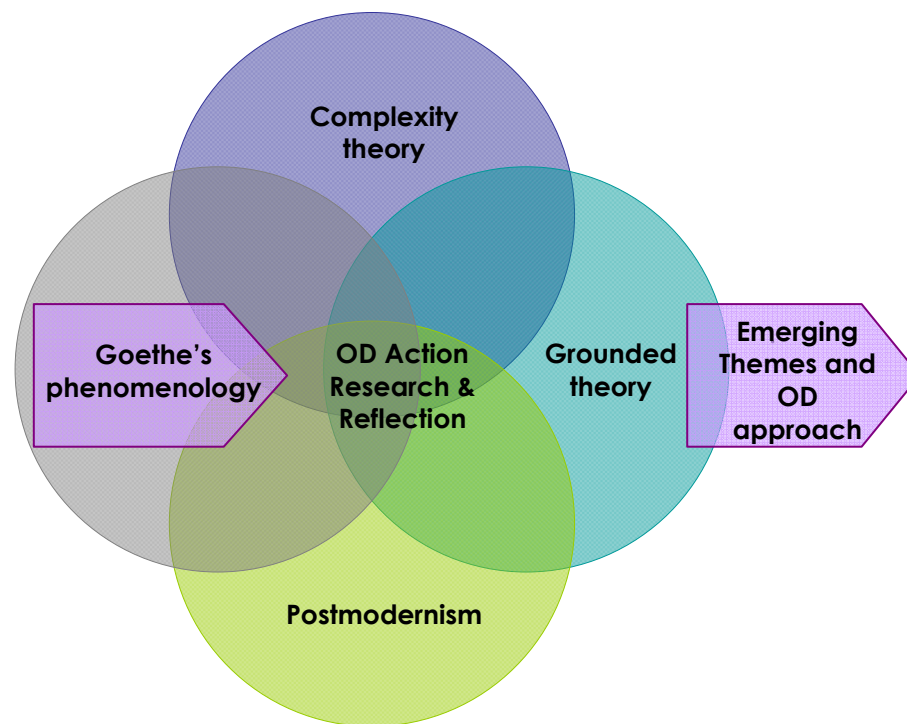 Complexity
theory
Goethe's
phenomenology
OD Action
Research &
Reflection
Grounded
theory
Emerging
Themes and
OD
approach
Postmodernism